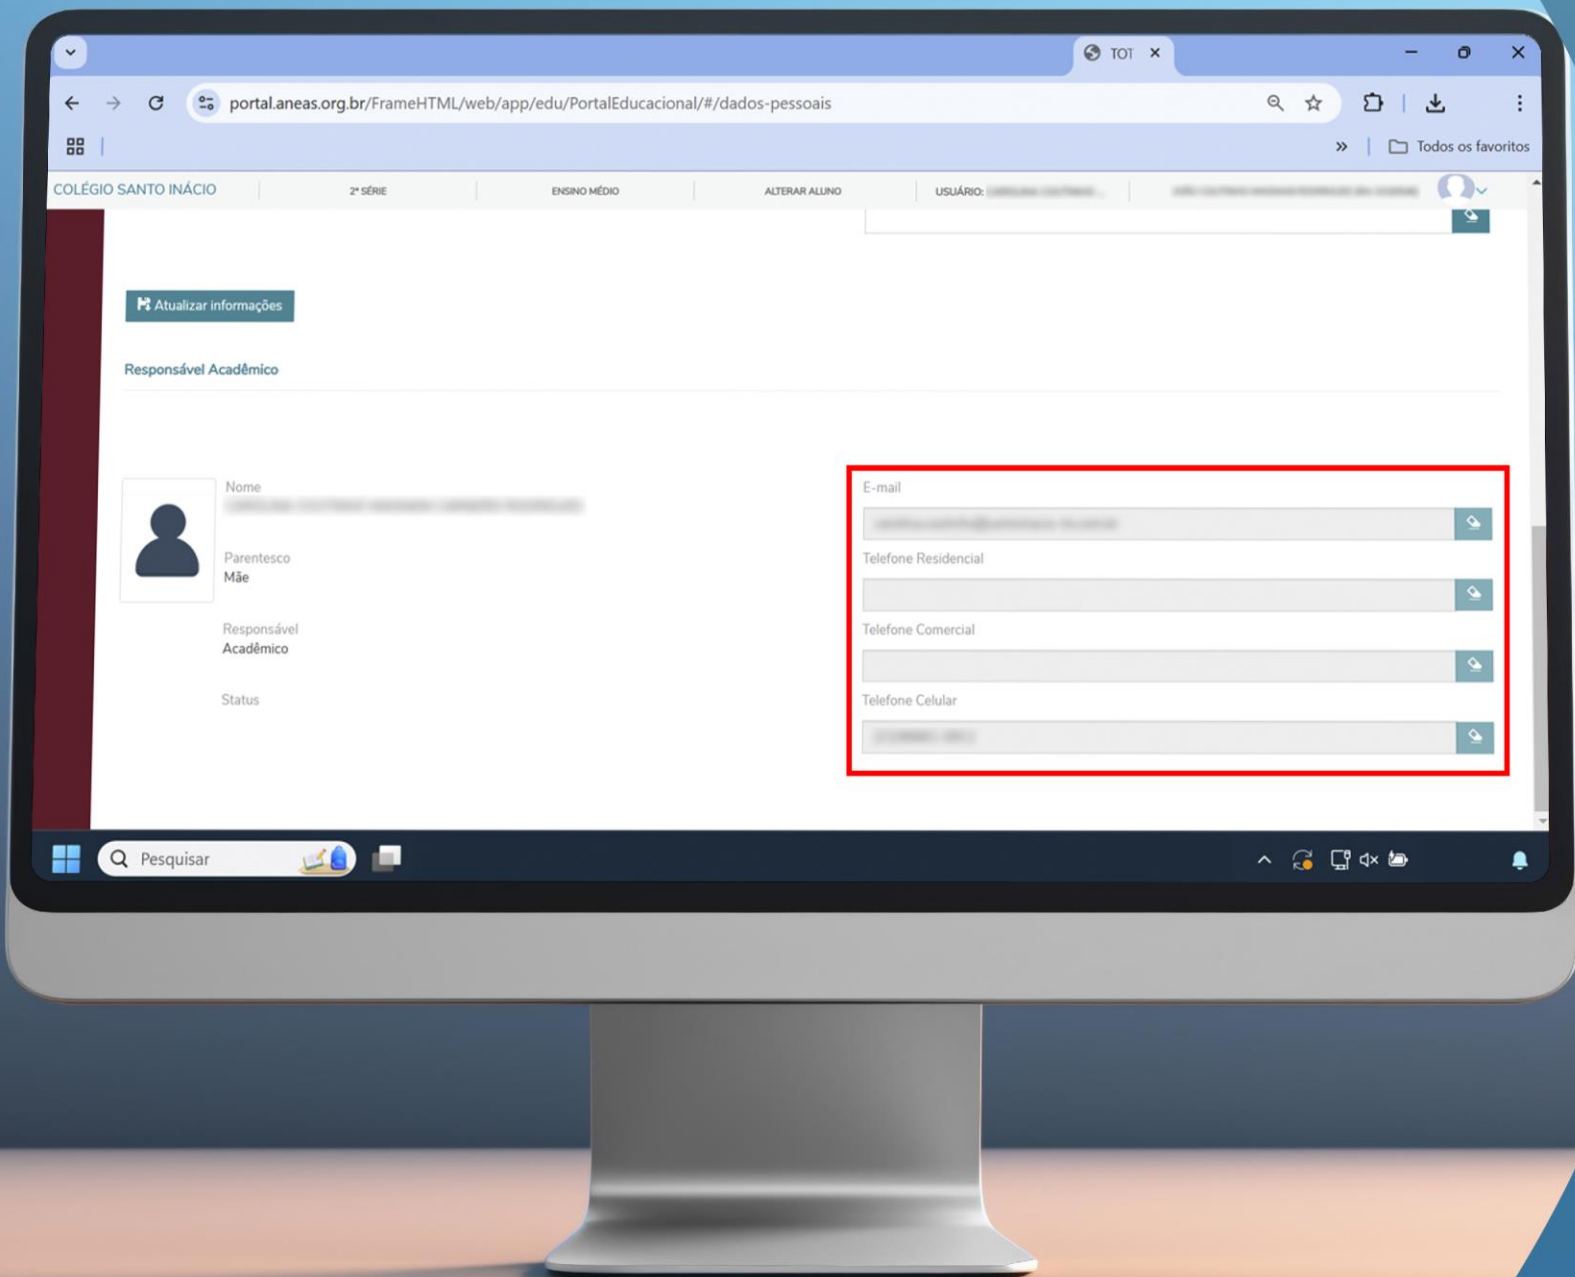 TOT
portal.aneas.org.br/FrameHTML/web/app/edu/PortalEducacional/#/dados-pessoais
Todos os favoritos
COLÉGIO SANTO INÁCIO 2ª SÉRIE ENSINO MÉDIO ALTERAR ALUNO USUÁRIO:
Atualizar informações
Responsável Acadêmico
Nome
Parentesco
Mãe
Responsável
Acadêmico
Status
E-mail
Telefone Residencial
Telefone Comercial
Telefone Celular
Pesquisar